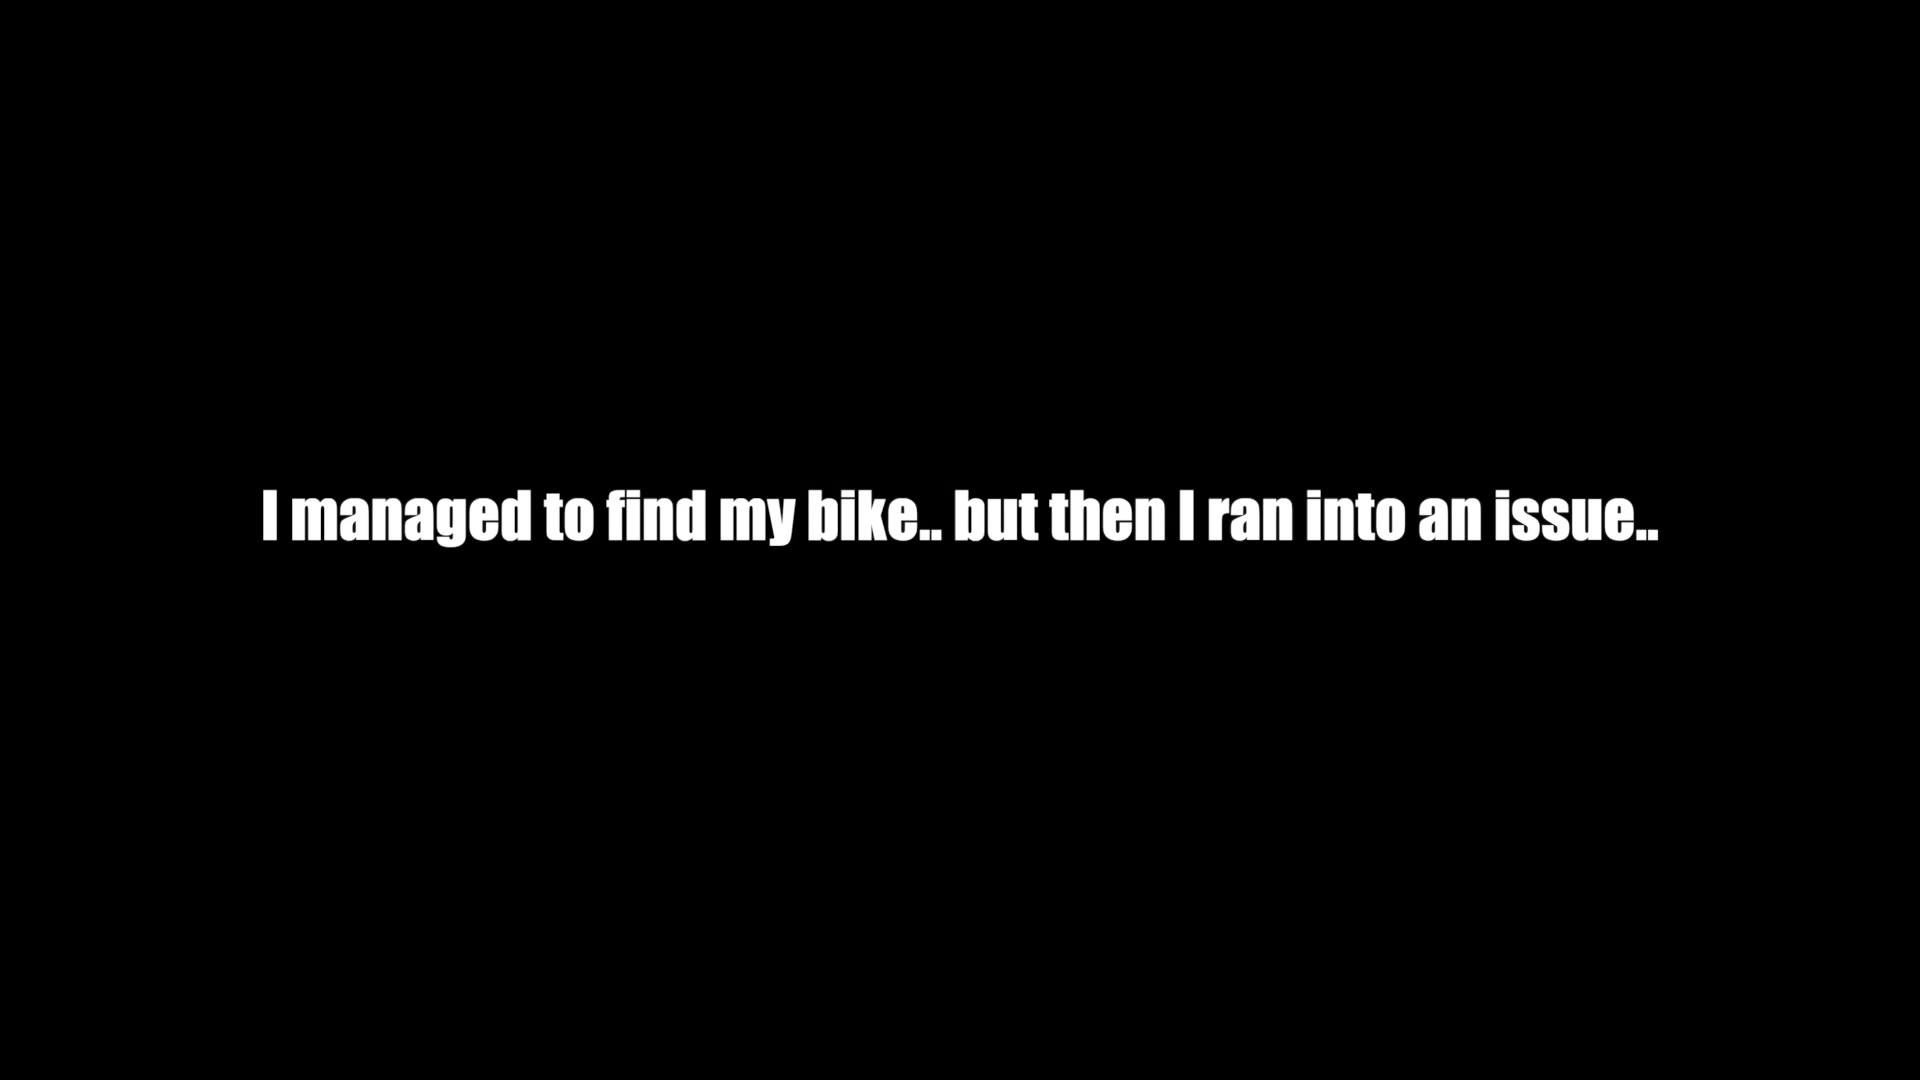 I managed to find my bike.. but then I ran into an issue..